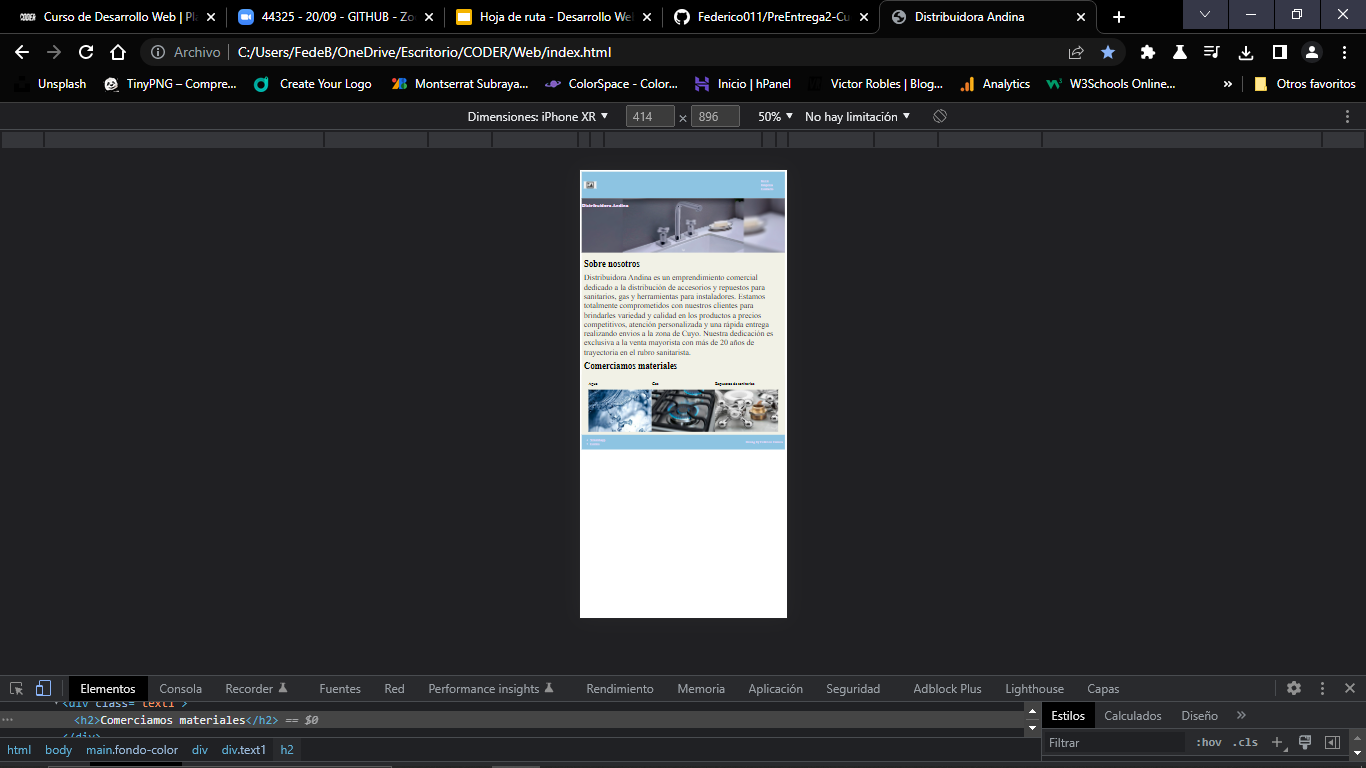 Curso de Desarrollo Web | Pla
44325 - 20/09 - GITHUB - Zo
Hoja de ruta - Desarrollo We
Federico011/PreEntrega2-Cu
Distribuidora Andina
Archivo
C:/Users/FedeB/OneDrive/Escritorio/CODER/Web/index.html
Unsplash
TinyPNG – Compre...
Create Your Logo
Montserrat Subraya...
ColorSpace - Color...
Inicio | hPanel
Victor Robles | Blog...
Analytics
W3Schools Online...
»
Otros favoritos
Dimensiones: iPhone XR
414 × 896
50%
No hay limitación
Distribuidora Andina
Sobre nosotros
Distribuidora Andina es un emprendimiento comercial
dedicado a la distribución de accesorios y repuestos para
sanitarios, gas y herramientas para instaladores. Estamos
totalmente comprometidos con nuestros clientes para
brindarles variedad y calidad en los productos a precios
competitivos, atención personalizada y una rápida entrega
realizando envíos a la zona de Cuyo. Nuestra dedicación es
exclusiva a la venta mayorista con más de 20 años de
trayectoria en el rubro sanitarista.
Comerciamos materiales
Agua
Gas
Repuestos de sanitarios
Elementos
Consola
Recorder
Fuentes
Red
Performance insights
Rendimiento
Memoria
Aplicación
Seguridad
Adblock Plus
Lighthouse
Capas
<div class="text1">
<h2>Comerciamos materiales</h2> == $0
</div>
html body main.fondo-color div div.text1 h2
Estilos
Calculados
Diseño
»
Filtrar
:hov
.cls